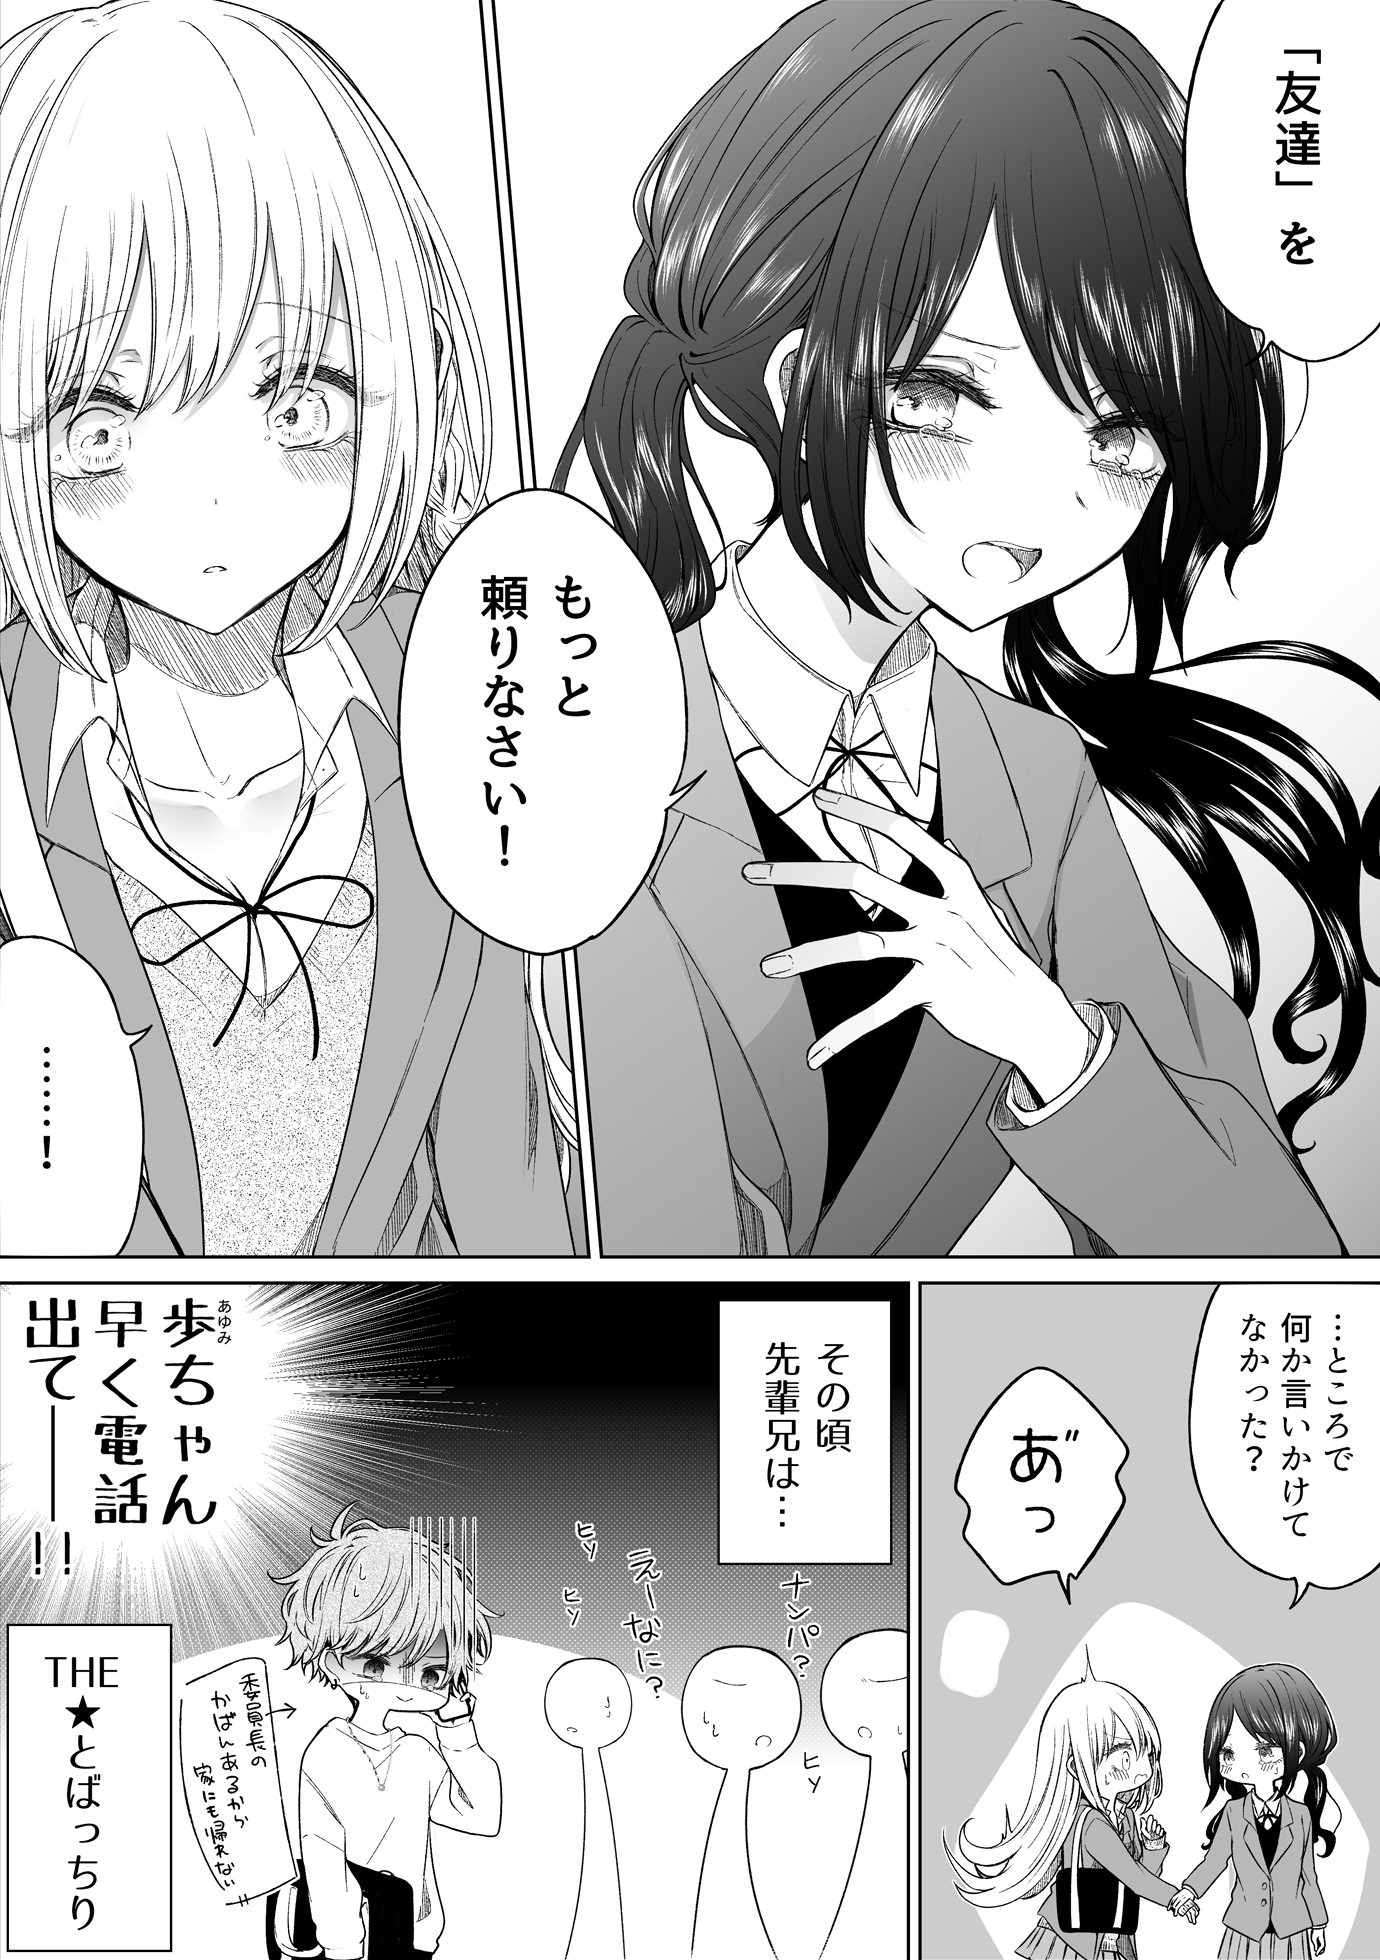 「友達」を
もっと
頼りなさい！
……！
…ところで
何か言いかけて
なかった？
あ゛っ
その頃
先輩兄は…
ナンパ？
えーなに？
ヒソ
ヒソ
ヒソ
歩ちゃん
あゆみ
早く電話
出て――!!
委員長の
かばんあるから
家にも帰れない
THE
★とばっちり